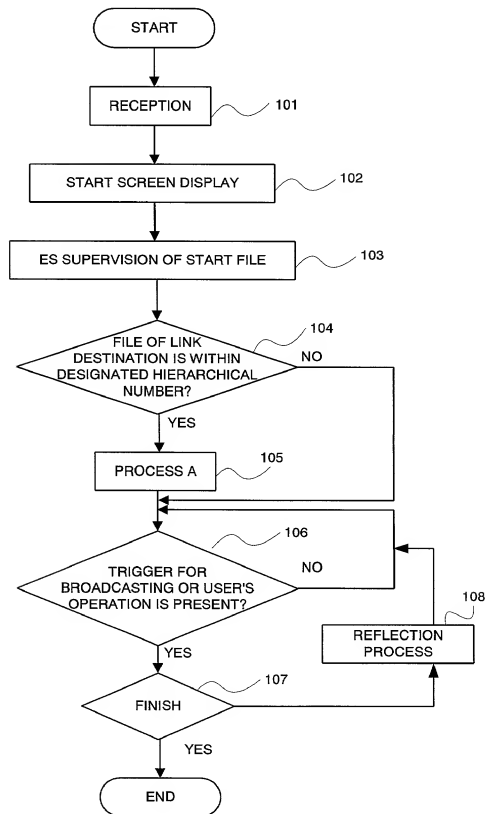 START
RECEPTION
101
START SCREEN DISPLAY
102
ES SUPERVISION OF START FILE
103
104
FILE OF LINK
DESTINATION IS WITHIN
DESIGNATED HIERARCHICAL
NUMBER?
NO
YES
PROCESS A
105
106
TRIGGER FOR
BROADCASTING OR USER'S
OPERATION IS PRESENT?
NO
108
REFLECTION
PROCESS
YES
107
FINISH
YES
END